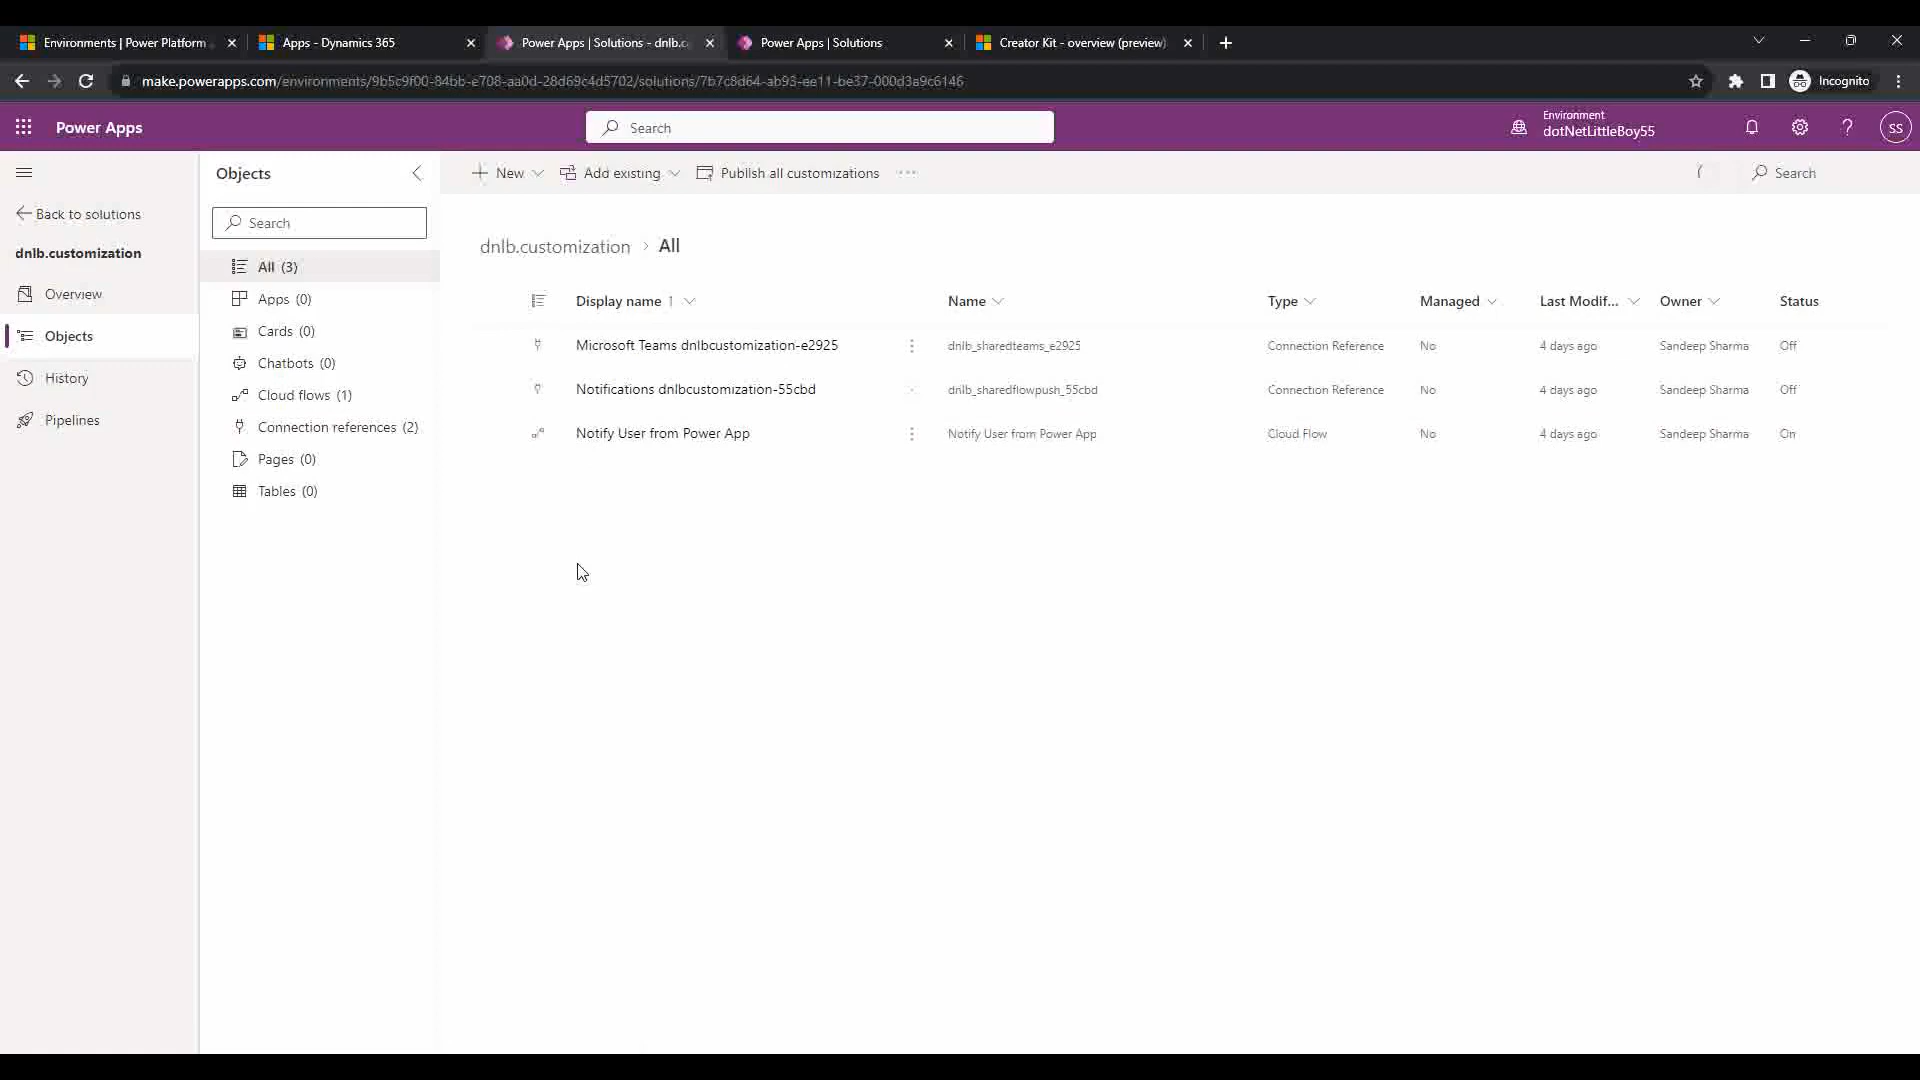 Environments | Power Platform
Apps - Dynamics 365
Power Apps | Solutions - dnlb.c
Power Apps | Solutions
Creator Kit - overview (preview)
make.powerapps.com/environments/9b5c9f00-84bb-e708-aa0d-28d69c4d5702/solutions/7b7c8d64-ab93-ee11-be37-000d3a9c6146
Incognito
Power Apps
Search
Environment
dotNetLittleBoy55
?
SS
Objects
New
Add existing
Publish all customizations
...
Search
Back to solutions
dnlb.customization
Overview
Objects
History
Pipelines
Search
All (3)
Apps (0)
Cards (0)
Chatbots (0)
Cloud flows (1)
Connection references (2)
Pages (0)
Tables (0)
dnlb.customization > All
Display name ↑ Name Type Managed Last Modif... Owner Status
Microsoft Teams dnlbcustomization-e2925 dnlb_sharedteams_e2925 Connection Reference No 4 days ago Sandeep Sharma Off
Notifications dnlbcustomization-55cbd dnlb_sharedflowpush_55cbd Connection Reference No 4 days ago Sandeep Sharma Off
Notify User from Power App Notify User from Power App Cloud Flow No 4 days ago Sandeep Sharma On